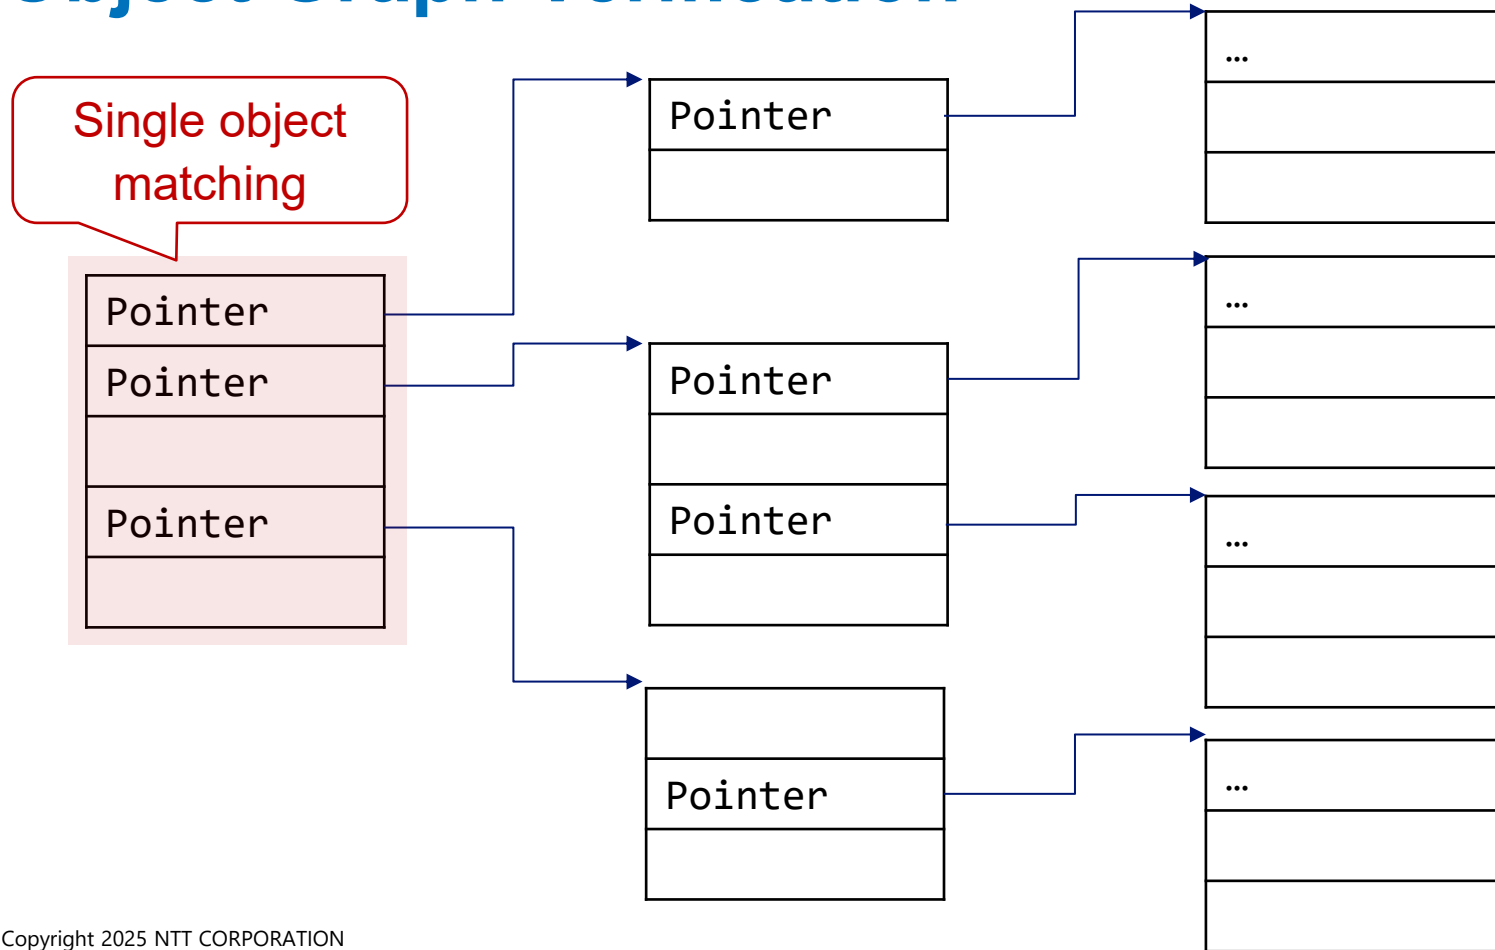 Single object
matching
Pointer
Pointer
Pointer
Pointer
Pointer
Pointer
Pointer
…
…
…
…
Copyright 2025 NTT CORPORATION